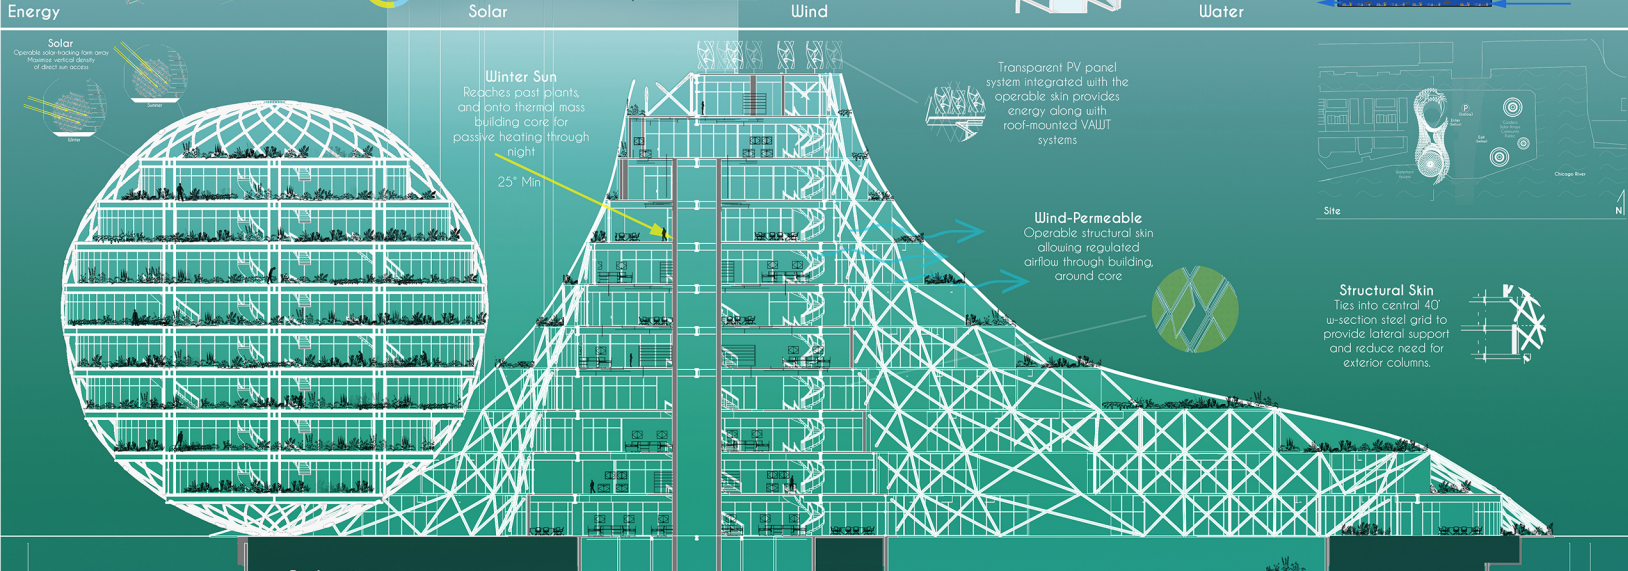 Energy
Solar
Wind
Water
Solar
Operable solar-tracking farm array
Maximise vertical density
of direct sun access
Summer
Winter
Winter Sun
Reaches past plants,
and onto thermal mass
building core for
passive heating through
night
25° Min
Transparent PV panel
system integrated with the
operable skin provides
energy along with
roof-mounted VAWT
systems
Wind-Permeable
Operable structural skin
allowing regulated
airflow through building,
around core
Structural Skin
Ties into central 40'
w-section steel grid to
provide lateral support
and reduce need for
exterior columns.
Chicago River
Site
N